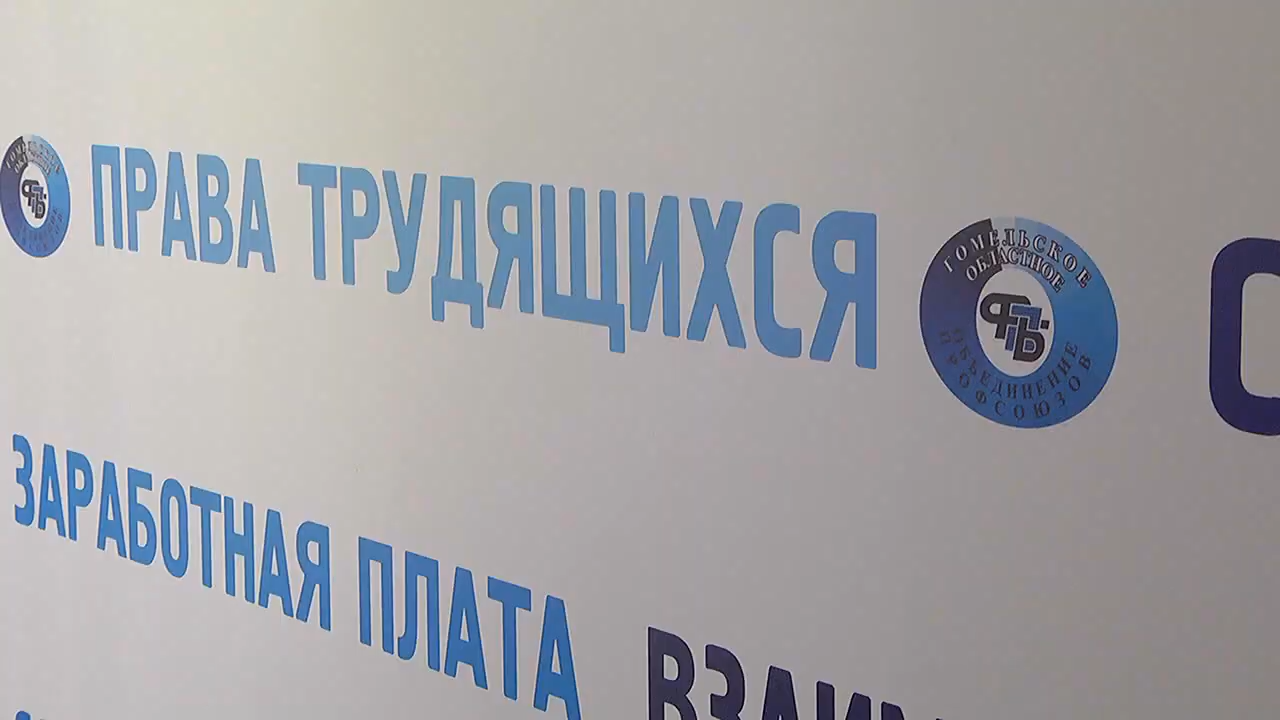 ПРАВА ТРУДЯЩИХСЯ
ГОМЕЛЬСКОЕ
ОБЛАСТНОЕ
ФПБ
ОБЪЕДИНЕНИЕ
ПРОФСОЮЗОВ
ЗАРАБОТНАЯ ПЛАТА